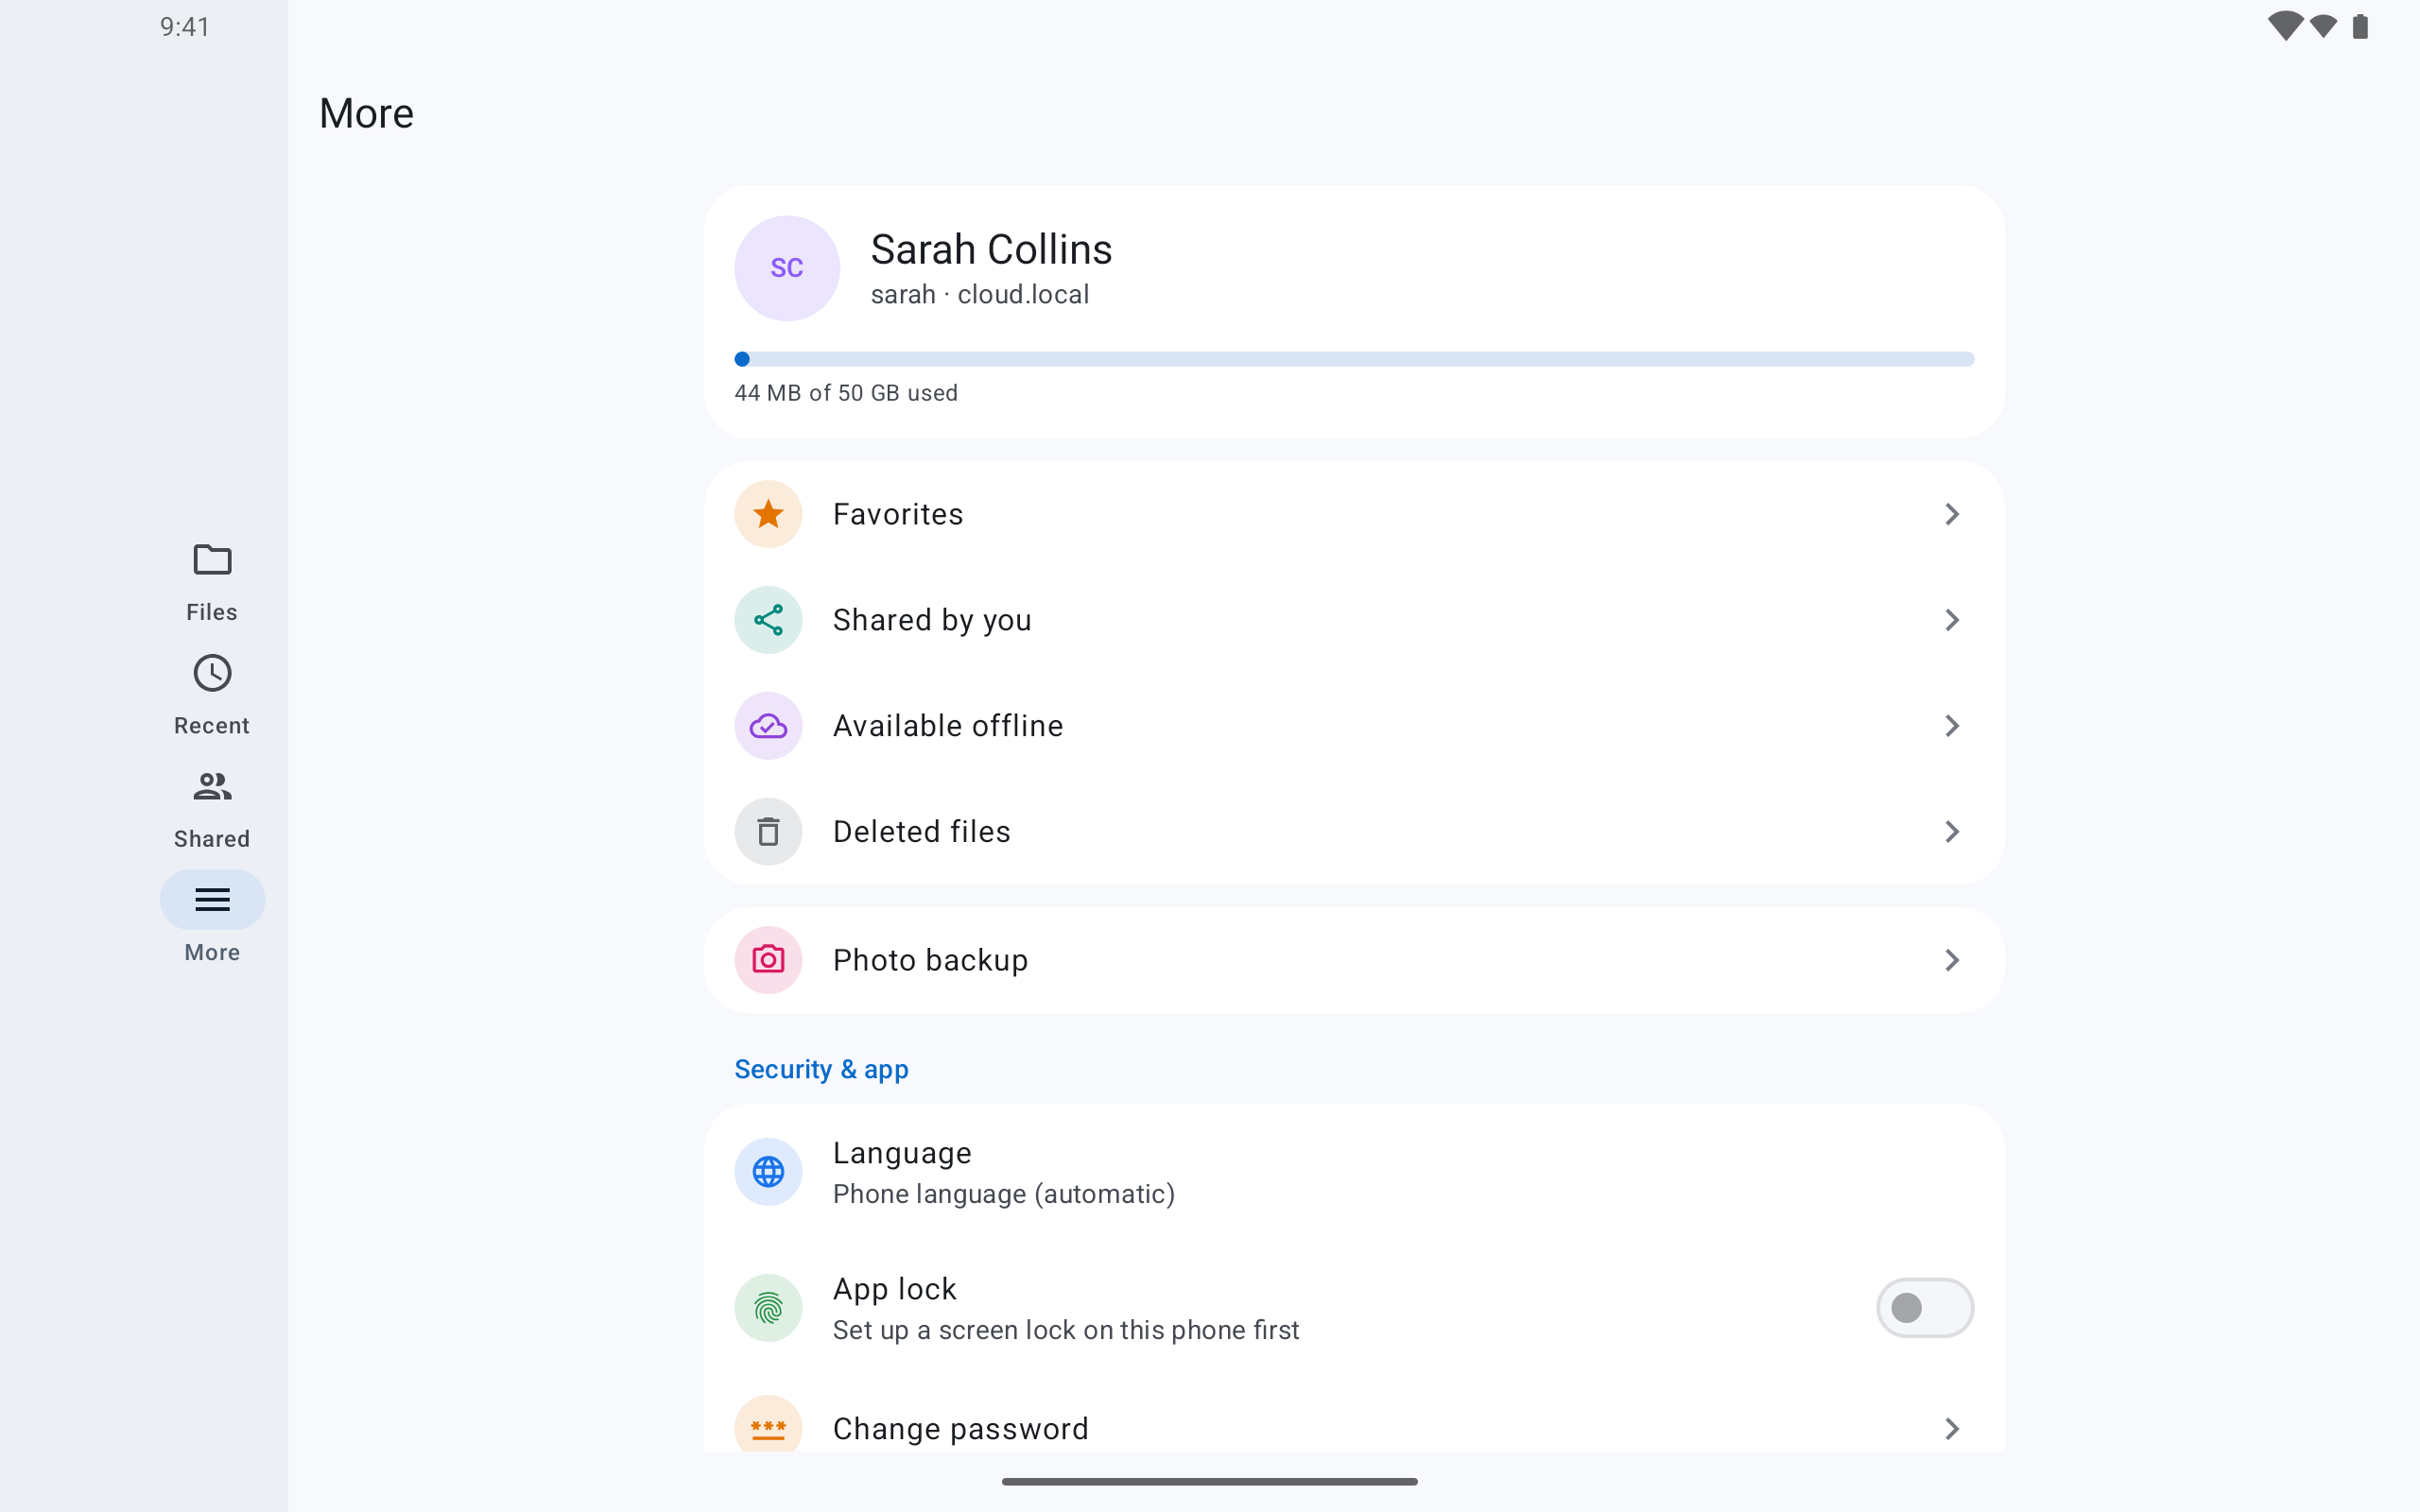 9:41
More
SC
Sarah Collins
sarah · cloud.local
44 MB of 50 GB used
Favorites
Shared by you
Available offline
Deleted files
Files
Recent
Shared
More
Photo backup
Security & app
Language
Phone language (automatic)
App lock
Set up a screen lock on this phone first
Change password